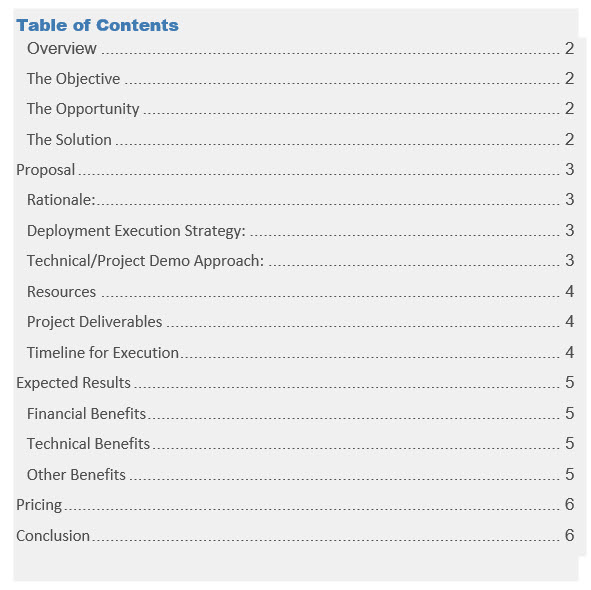 Table of Contents
Overview ........................................................ 2
The Objective ........................................................ 2
The Opportunity ........................................................ 2
The Solution ........................................................ 2
Proposal ........................................................ 3
Rationale: ........................................................ 3
Deployment Execution Strategy: ........................................................ 3
Technical/Project Demo Approach: ........................................................ 3
Resources ........................................................ 4
Project Deliverables ........................................................ 4
Timeline for Execution ........................................................ 4
Expected Results ........................................................ 5
Financial Benefits ........................................................ 5
Technical Benefits ........................................................ 5
Other Benefits ........................................................ 5
Pricing ........................................................ 6
Conclusion ........................................................ 6